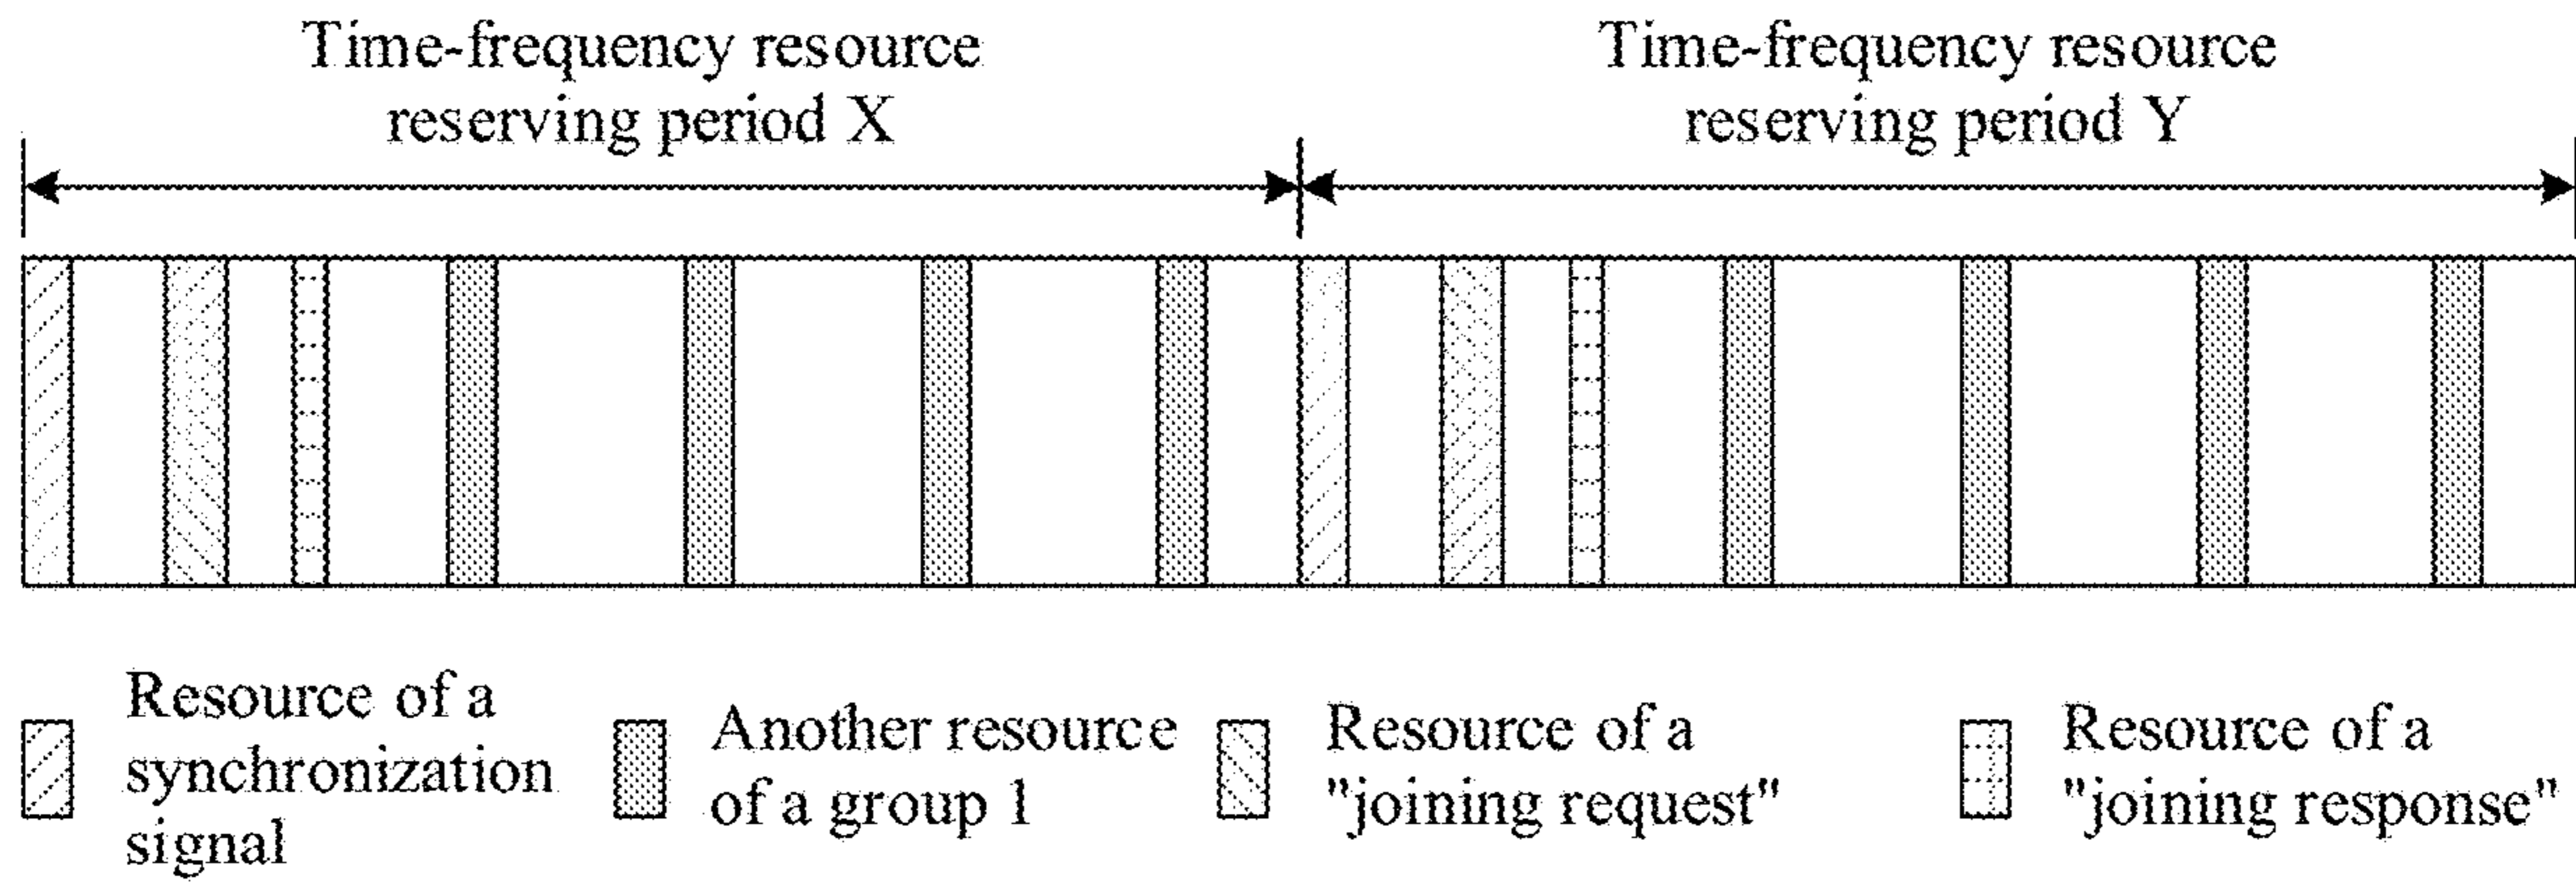 Time-frequency resource
reserving period X
Time-frequency resource
reserving period Y
Resource of a
synchronization
signal
Another resource
of a group 1
Resource of a
"joining request"
Resource of a
"joining response"